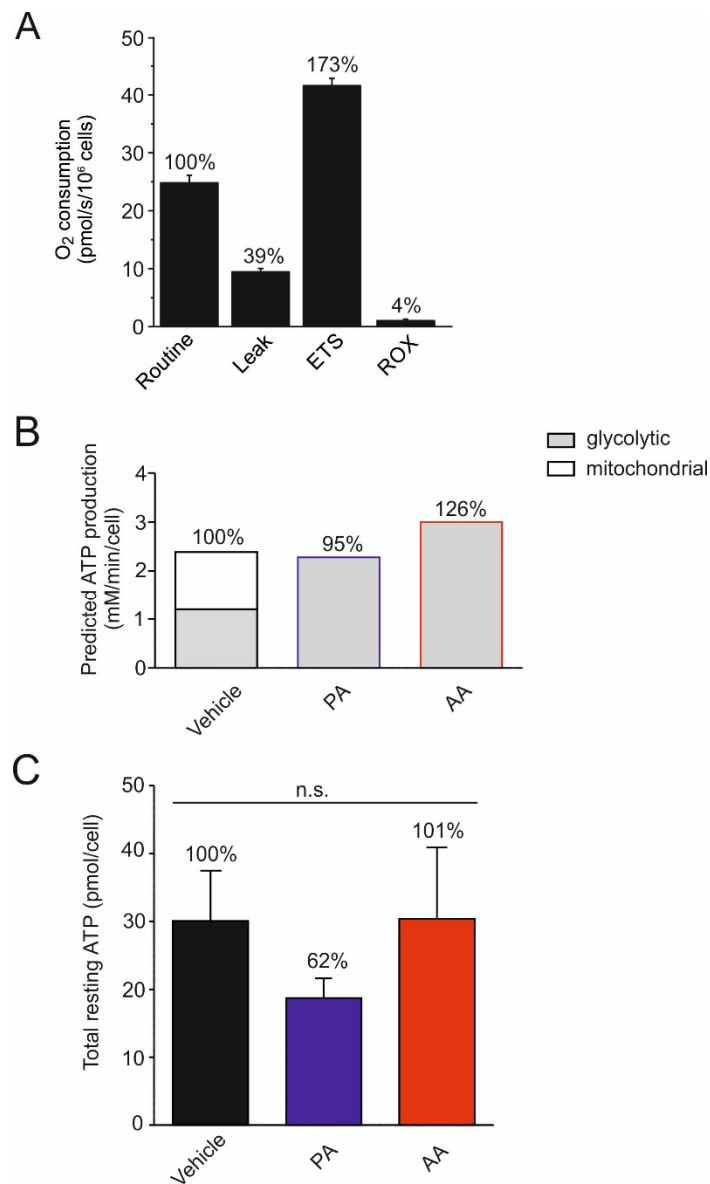 A
O₂ consumption
(pmol/s/10⁶ cells)
50
40
30
20
10
0
100%
39%
173%
4%
Routine
Leak
ETS
ROX
B
glycolytic
mitochondrial
Predicted ATP production
(mM/min/cell)
4
3
2
1
0
100%
95%
126%
Vehicle
PA
AA
C
Total resting ATP (pmol/cell)
50
40
30
20
10
0
n.s.
100%
62%
101%
Vehicle
PA
AA